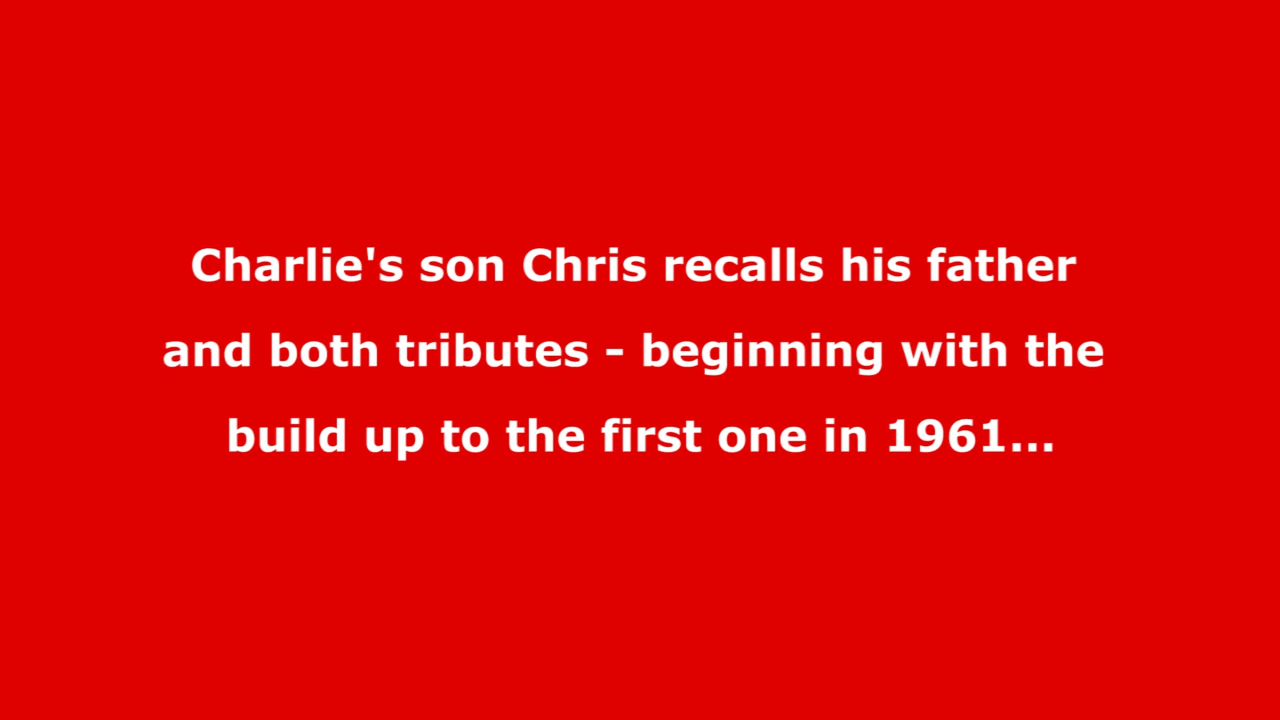 Charlie's son Chris recalls his father
and both tributes - beginning with the
build up to the first one in 1961...